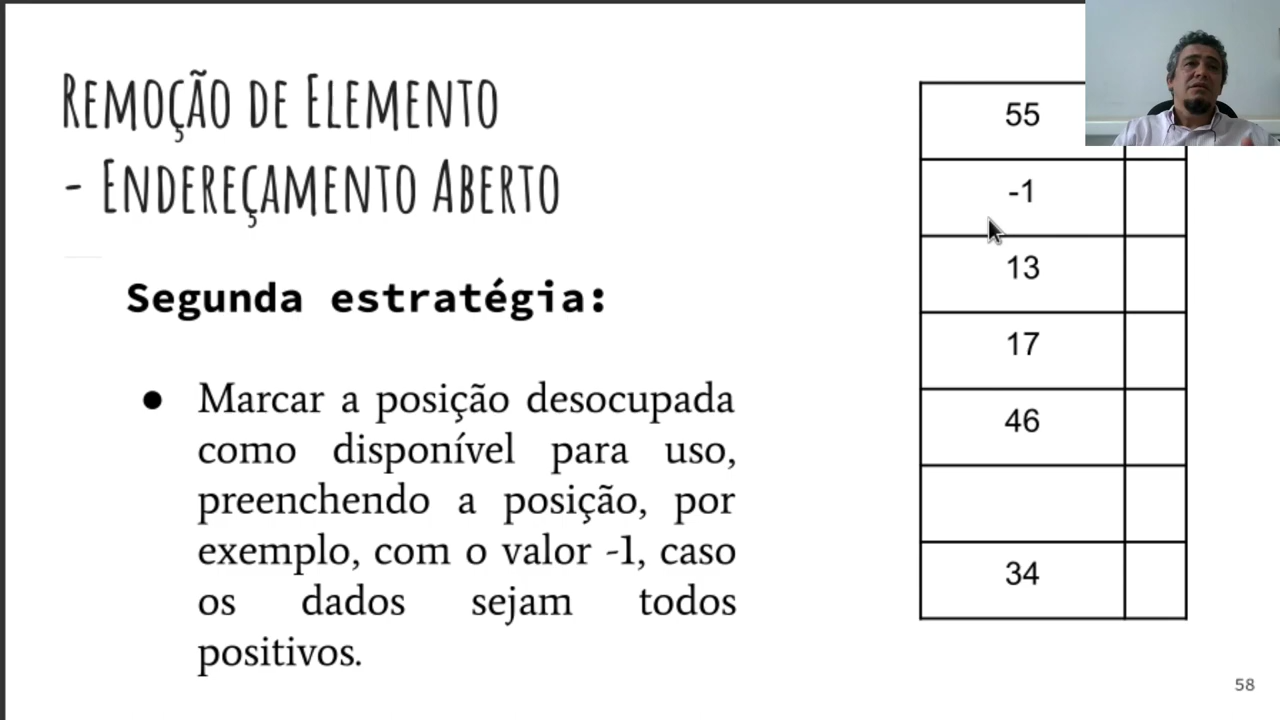 Remoção de Elemento
- Endereçamento Aberto
Segunda estratégia:
● Marcar a posição desocupada
como disponível para uso,
preenchendo a posição, por
exemplo, com o valor -1, caso
os dados sejam todos
positivos.
55
-1
13
17
46
34
58